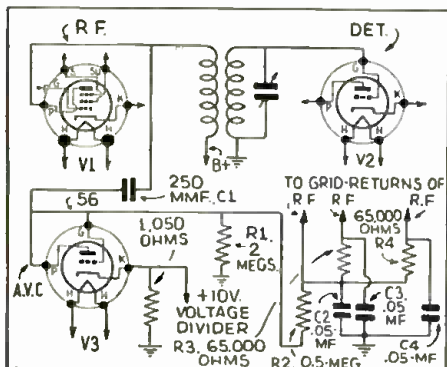 R.F.
DET.
G
S
SU
P
K
H
H
V1
B+
G
P
K
H
H
V2
250
MMF., C1
56
1,050
OHMS
R1,
2
MEGS.
TO GRID-RETURNS OF
R.F. R.F. R.F.
65,000
OHMS
R4
G
P
K
H
H
A.V.C.
V3
+10V.
VOLTAGE
DIVIDER
R3, 65,000
OHMS
R2, 0.5-MEG.
C2
.05-
MF.
C3,
.05
MF.
C4
.05-MF.